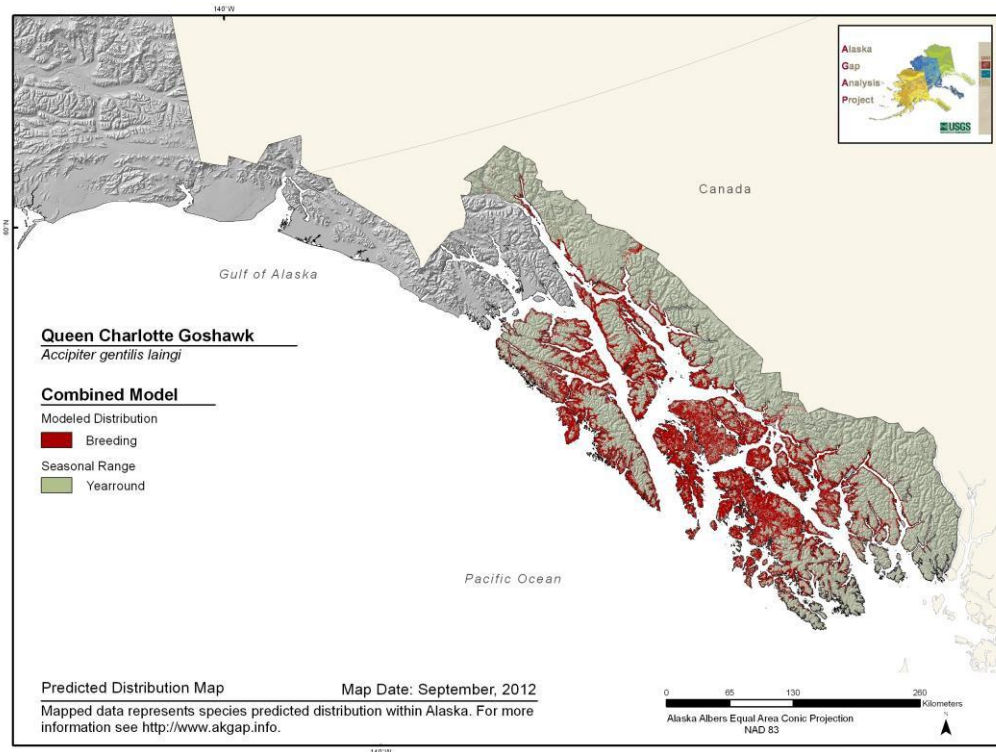 140°W
Alaska
Gap
Analysis
Project
USGS
Canada
60°N
Gulf of Alaska
Queen Charlotte Goshawk
Accipiter gentilis laingi
Combined Model
Modeled Distribution
Breeding
Seasonal Range
Yearround
Pacific Ocean
Predicted Distribution Map Map Date: September, 2012
Mapped data represents species predicted distribution within Alaska. For more
information see http://www.akgap.info.
0 65 130 260
Kilometers
Alaska Albers Equal Area Conic Projection
NAD 83
N
140°W